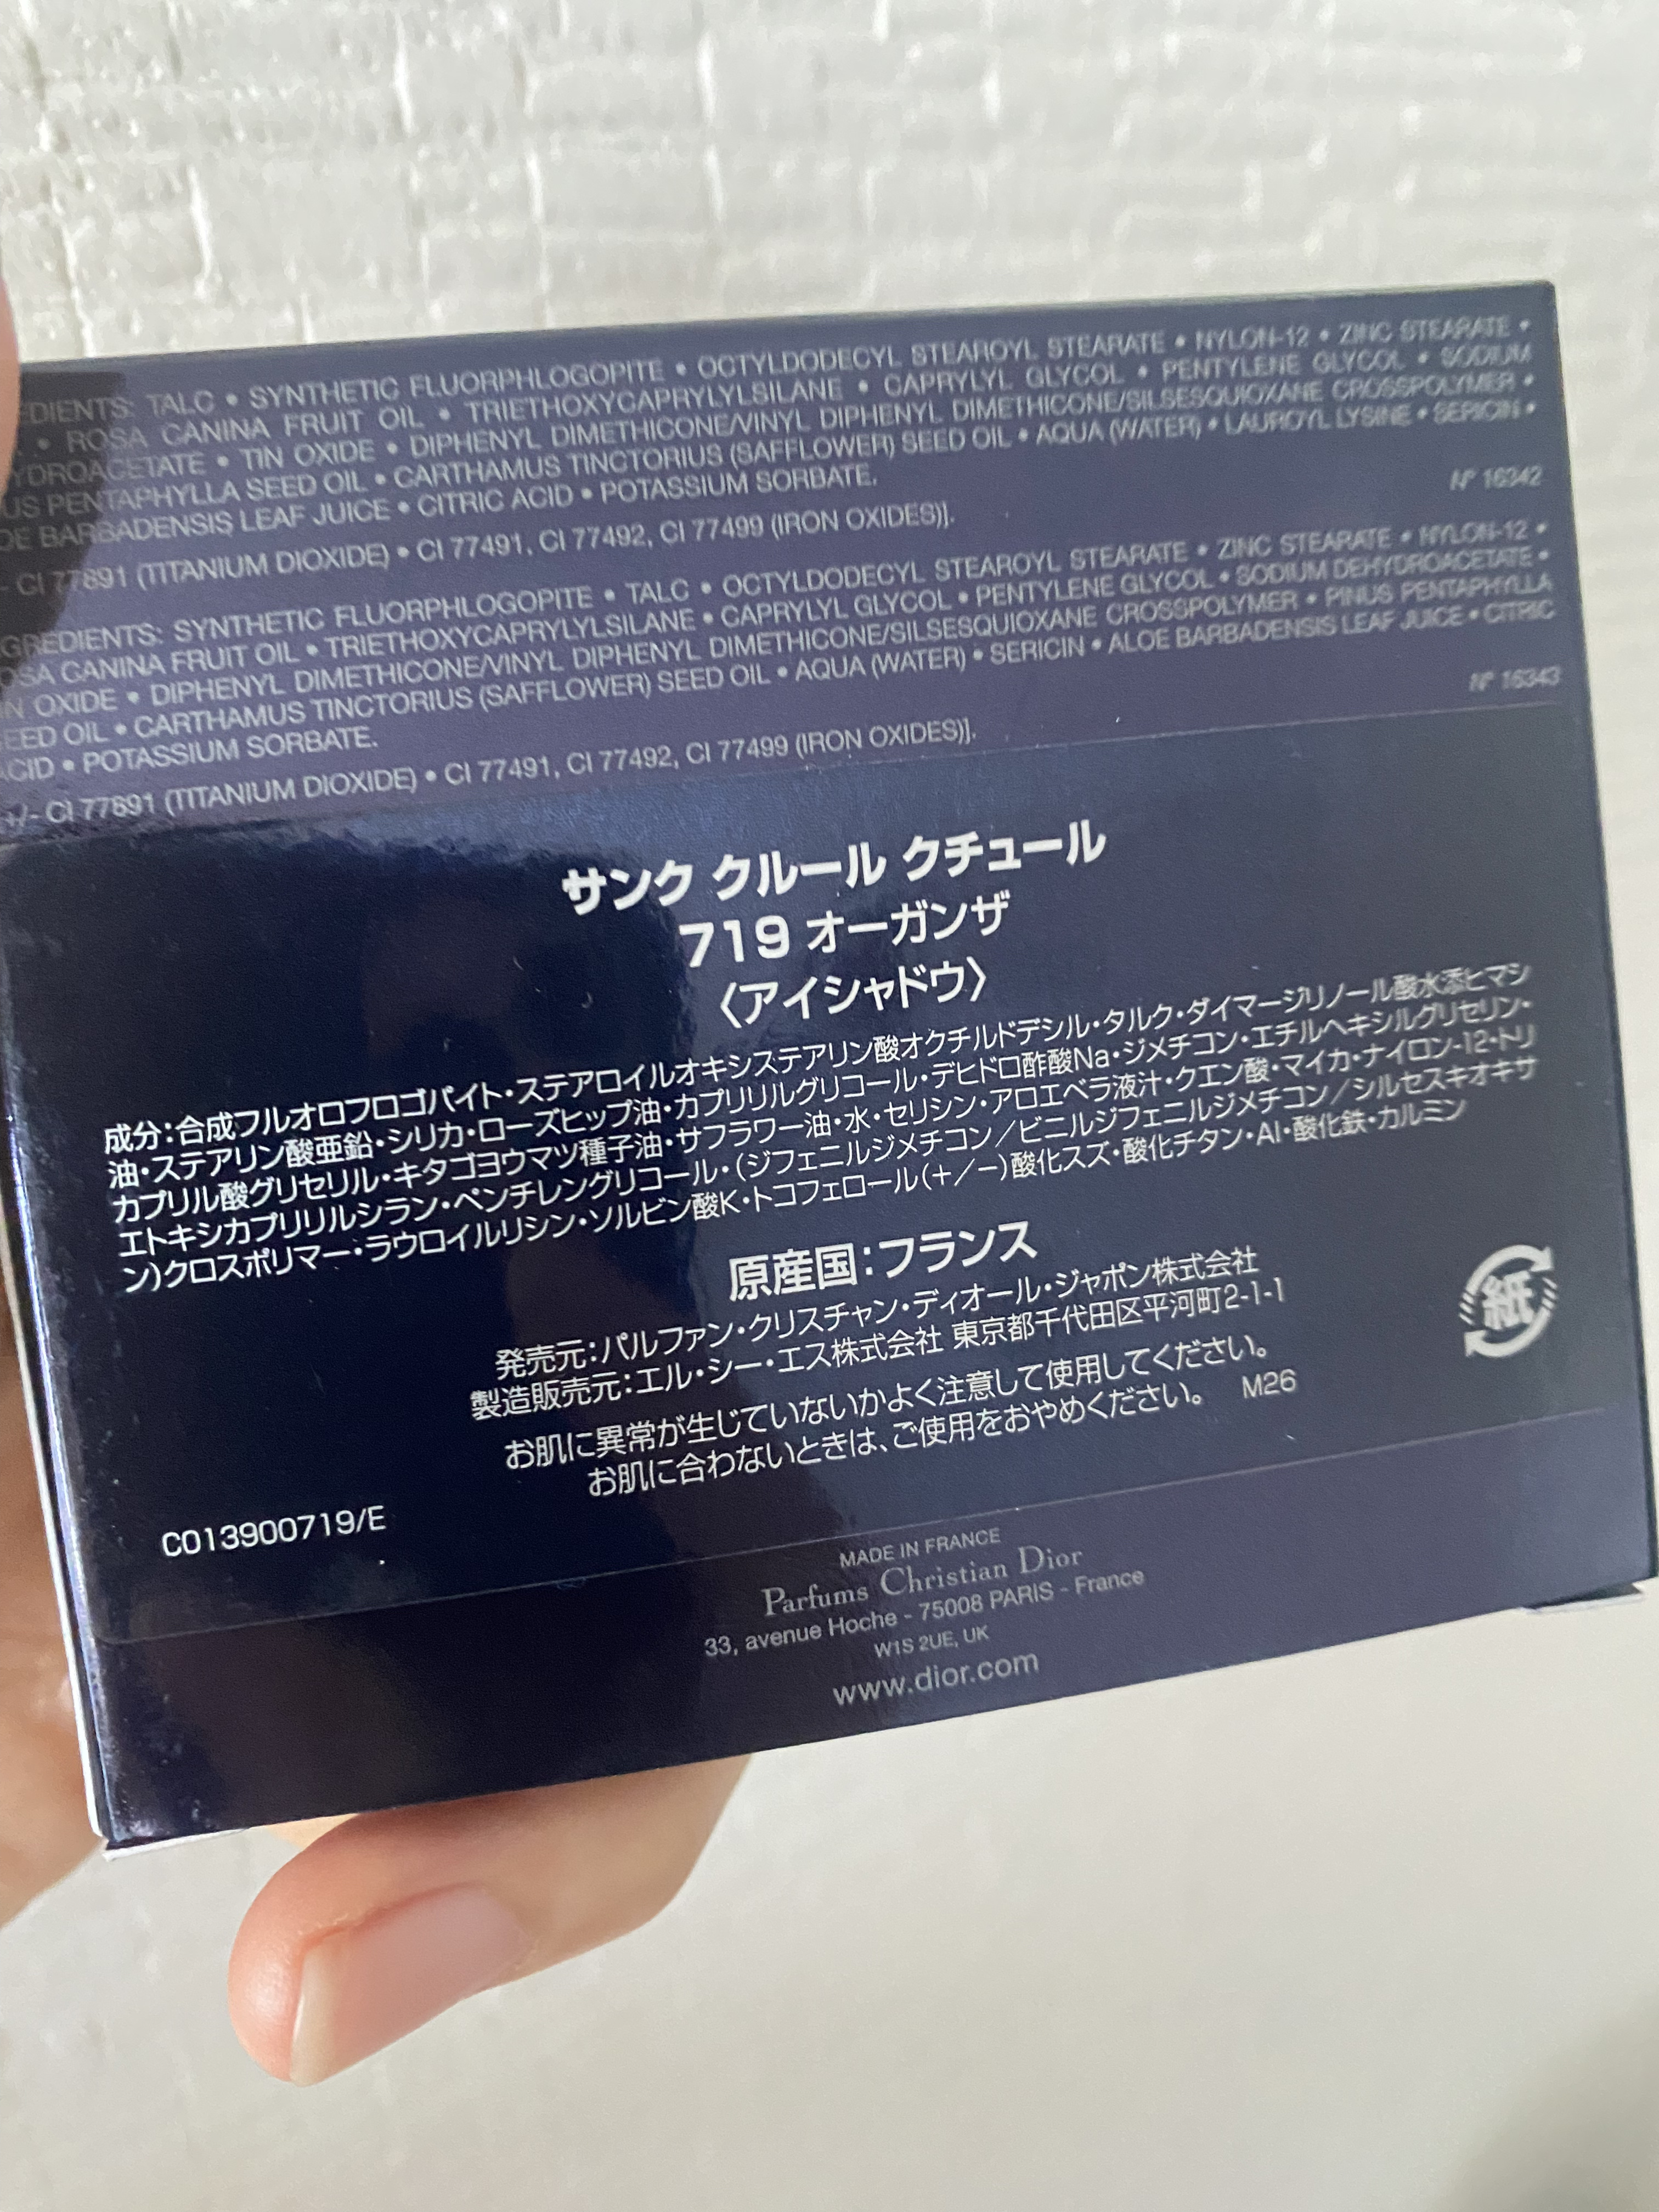 EDIENTS: TALC • SYNTHETIC FLUORPHLOGOPITE • OCTYLDODECYL STEAROYL STEARATE • NYLON-12 • ZINC STEARATE •
• ROSA CANINA FRUIT OIL • TRIETHOXYCAPRYLYLSILANE • CAPRYLYL GLYCOL • PENTYLENE GLYCOL • SODIUM
YDROACETATE • TIN OXIDE • DIPHENYL DIMETHICONE/VINYL DIPHENYL DIMETHICONE/SILSESQUIOXANE CROSSPOLYMER •
US PENTAPHYLLA SEED OIL • CARTHAMUS TINCTORIUS (SAFFLOWER) SEED OIL • AQUA (WATER) • LAUROYL LYSINE • SERICIN •
OE BARBADENSIS LEAF JUICE • CITRIC ACID • POTASSIUM SORBATE.
N° 16342
- CI 77891 (TITANIUM DIOXIDE) • CI 77491, CI 77492, CI 77499 (IRON OXIDES)].
GREDIENTS: SYNTHETIC FLUORPHLOGOPITE • TALC • OCTYLDODECYL STEAROYL STEARATE • ZINC STEARATE • NYLON-12 •
OSA CANINA FRUIT OIL • TRIETHOXYCAPRYLYLSILANE • CAPRYLYL GLYCOL • PENTYLENE GLYCOL • SODIUM DEHYDROACETATE •
IN OXIDE • DIPHENYL DIMETHICONE/VINYL DIPHENYL DIMETHICONE/SILSESQUIOXANE CROSSPOLYMER • PINUS PENTAPHYLLA
EED OIL • CARTHAMUS TINCTORIUS (SAFFLOWER) SEED OIL • AQUA (WATER) • SERICIN • ALOE BARBADENSIS LEAF JUICE • CITRIC
ACID • POTASSIUM SORBATE.
N° 16343
+/- CI 77891 (TITANIUM DIOXIDE) • CI 77491, CI 77492, CI 77499 (IRON OXIDES)].
サンク クルール クチュール
719 オーガンザ
〈アイシャドウ〉
成分：合成フルオロフロゴパイト・ステアロイルオキシステアリン酸オクチルドデシル・タルク・ダイマージリノール酸水添ヒマシ
油・ステアリン酸亜鉛・シリカ・ローズヒップ油・カプリリルグリコール・デヒドロ酢酸Na・ジメチコン・エチルヘキシルグリセリン・
カプリル酸グリセリル・キタゴヨウマツ種子油・サフラワー油・水・セリシン・アロエベラ液汁・クエン酸・マイカ・ナイロン-12・トリ
エトキシカプリリルシラン・ペンチレングリコール・(ジフェニルジメチコン／ビニルジフェニルジメチコン／シルセスキオキサ
ン)クロスポリマー・ラウロイルリシン・ソルビン酸K・トコフェロール(＋／－)酸化スズ・酸化チタン・Al・酸化鉄・カルミン
原産国：フランス
発売元：パルファン・クリスチャン・ディオール・ジャポン株式会社
製造販売元：エル・シー・エス株式会社 東京都千代田区平河町2-1-1
お肌に異常が生じていないかよく注意して使用してください。
お肌に合わないときは、ご使用をおやめください。 M26
紙
C013900719/E
MADE IN FRANCE
Parfums Christian Dior
33, avenue Hoche - 75008 PARIS - France
W1S 2UE, UK
www.dior.com